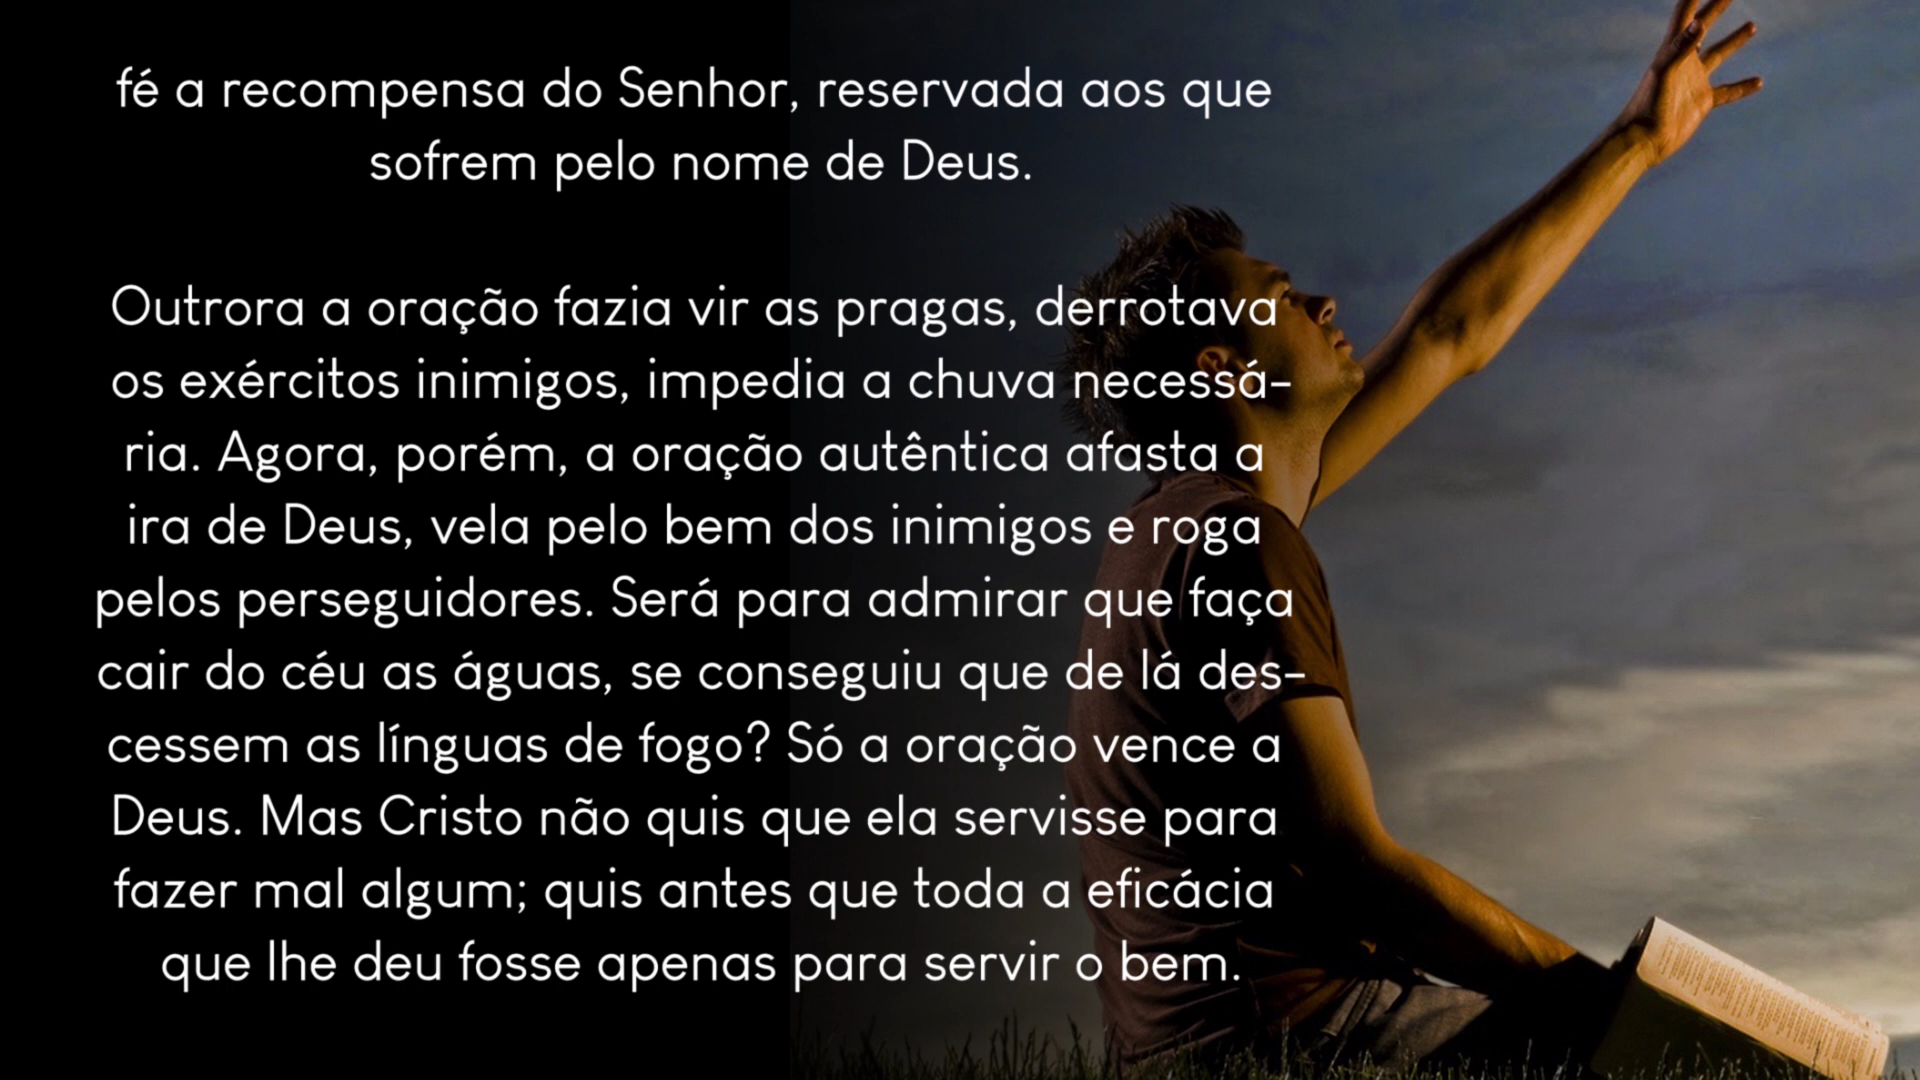 fé a recompensa do Senhor, reservada aos que
sofrem pelo nome de Deus.
Outrora a oração fazia vir as pragas, derrotava
os exércitos inimigos, impedia a chuva necessá-
ria. Agora, porém, a oração autêntica afasta a
ira de Deus, vela pelo bem dos inimigos e roga
pelos perseguidores. Será para admirar que faça
cair do céu as águas, se conseguiu que de lá des-
cessem as línguas de fogo? Só a oração vence a
Deus. Mas Cristo não quis que ela servisse para
fazer mal algum; quis antes que toda a eficácia
que lhe deu fosse apenas para servir o bem.